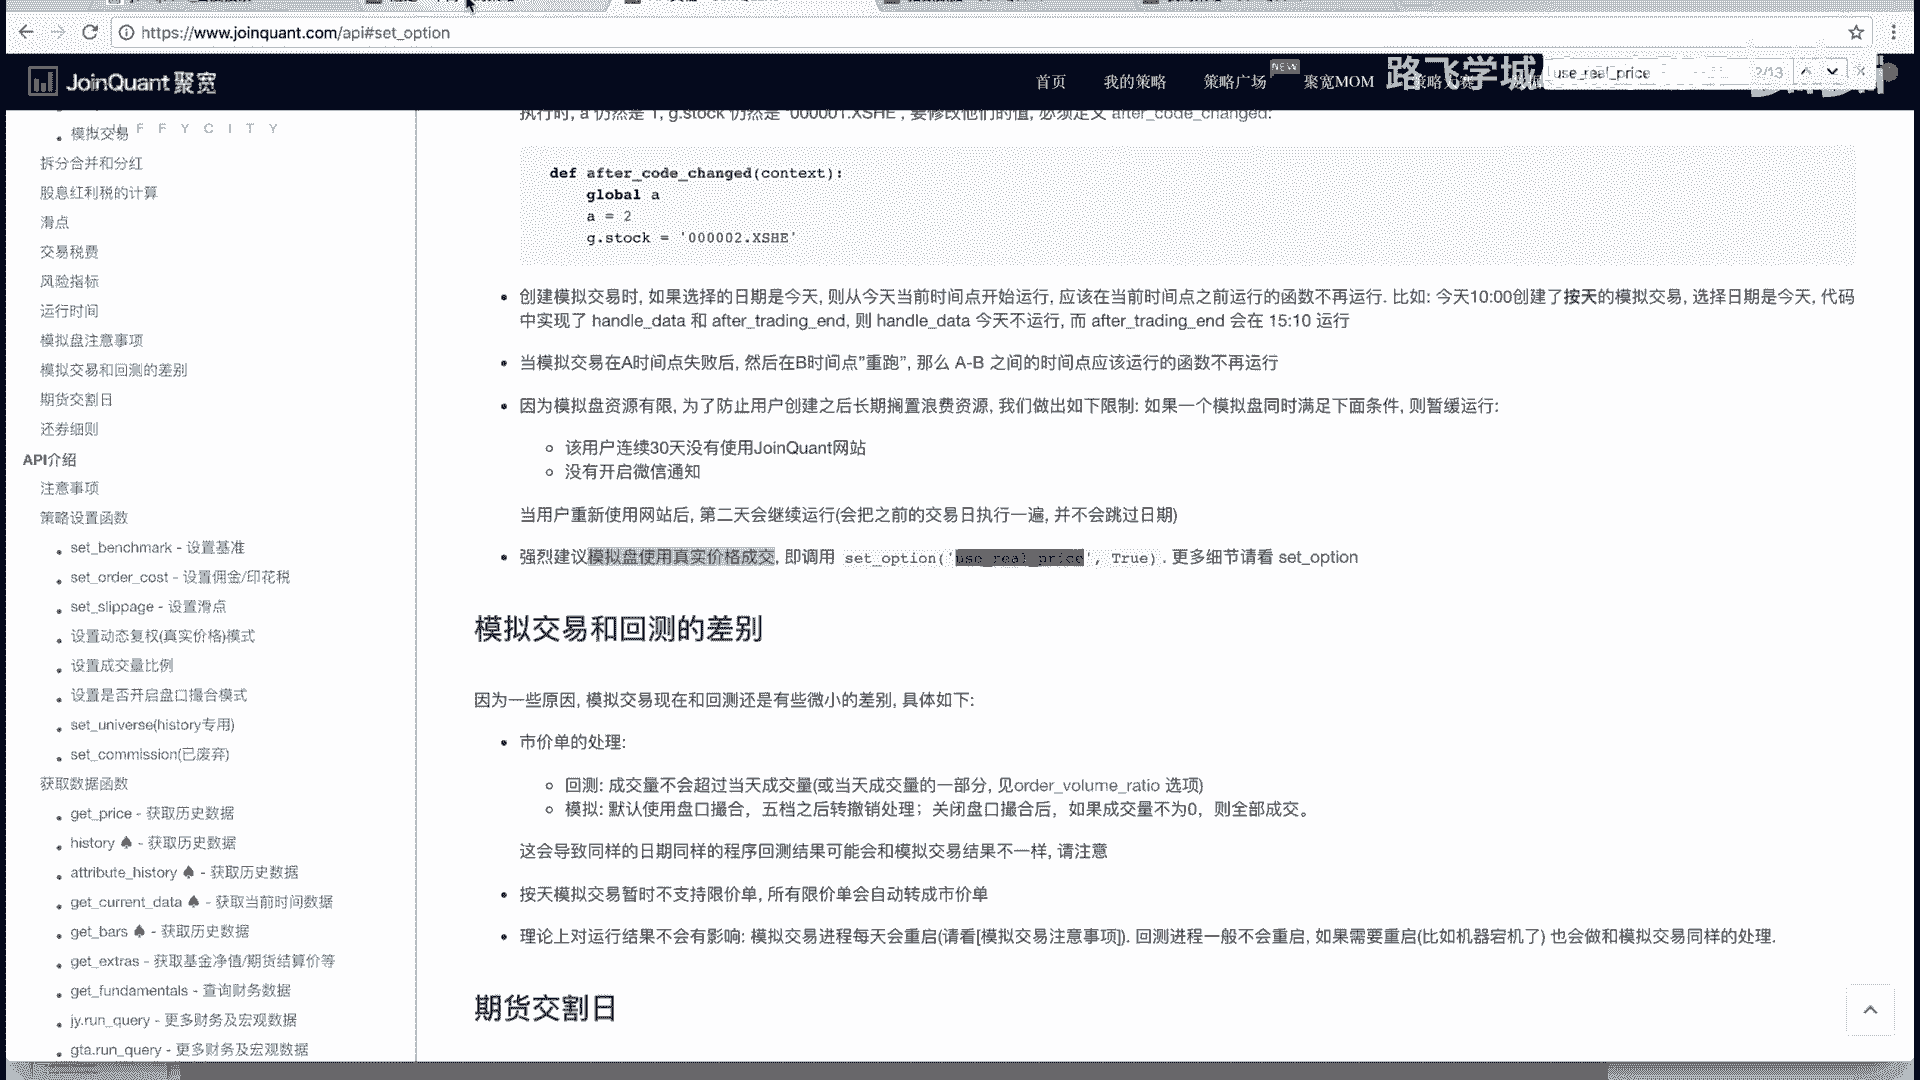 https://www.joinquant.com/api#set_option
JoinQuant 聚宽
首页
我的策略
策略广场
NEW
聚宽MOM
路飞学城
use_real_price
2/13
F F Y C I T Y
模拟交易
拆分合并和分红
股息红利税的计算
滑点
交易税费
风险指标
运行时间
模拟盘注意事项
模拟交易和回测的差别
期货交割日
还券细则
API介绍
注意事项
策略设置函数
set_benchmark - 设置基准
set_order_cost - 设置佣金/印花税
set_slippage - 设置滑点
设置动态复权(真实价格)模式
设置成交量比例
设置是否开启盘口撮合模式
set_universe(history专用)
set_commission(已废弃)
获取数据函数
get_price - 获取历史数据
history ♠ - 获取历史数据
attribute_history ♠ - 获取历史数据
get_current_data ♠ - 获取当前时间数据
get_bars ♠ - 获取历史数据
get_extras - 获取基金净值/期货结算价等
get_fundamentals - 查询财务数据
jy.run_query - 更多财务及宏观数据
gta.run_query - 更多财务及宏观数据
执行时, a 仍然是 1, g.stock 仍然是 '000001.XSHE', 要修改他们的值, 必须定义 after_code_changed:
def after_code_changed(context):
global a
a = 2
g.stock = '000002.XSHE'
创建模拟交易时, 如果选择的日期是今天, 则从今天当前时间点开始运行, 应该在当前时间点之前运行的函数不再运行. 比如: 今天10:00创建了按天的模拟交易, 选择日期是今天, 代码
中实现了 handle_data 和 after_trading_end, 则 handle_data 今天不运行, 而 after_trading_end 会在 15:10 运行
当模拟交易在A时间点失败后, 然后在B时间点"重跑", 那么 A-B 之间的时间点应该运行的函数不再运行
因为模拟盘资源有限, 为了防止用户创建之后长期搁置浪费资源, 我们做出如下限制: 如果一个模拟盘同时满足下面条件, 则暂缓运行:
该用户连续30天没有使用JoinQuant网站
没有开启微信通知
当用户重新使用网站后, 第二天会继续运行(会把之前的交易日执行一遍, 并不会跳过日期)
强烈建议模拟盘使用真实价格成交, 即调用 set_option('use_real_price', True). 更多细节请看 set_option
模拟交易和回测的差别
因为一些原因, 模拟交易现在和回测还是有些微小的差别, 具体如下:
市价单的处理:
回测: 成交量不会超过当天成交量(或当天成交量的一部分, 见order_volume_ratio 选项)
模拟: 默认使用盘口撮合，五档之后转撤销处理；关闭盘口撮合后，如果成交量不为0，则全部成交。
这会导致同样的日期同样的程序回测结果可能会和模拟交易结果不一样, 请注意
按天模拟交易暂时不支持限价单, 所有限价单会自动转成市价单
理论上对运行结果不会有影响: 模拟交易进程每天会重启(请看[模拟交易注意事项]). 回测进程一般不会重启, 如果需要重启(比如机器宕机了) 也会做和模拟交易同样的处理.
期货交割日